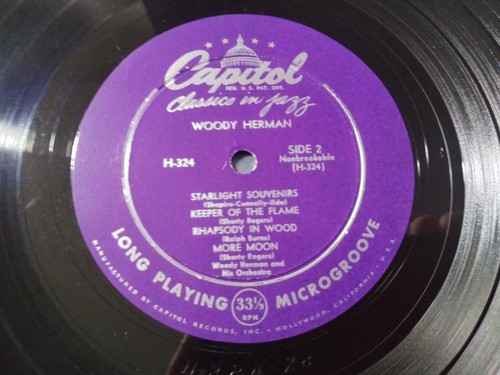 Capitol
REG. U.S. PAT. OFF.
Classics in Jazz
WOODY HERMAN
H-324
SIDE 2
Nonbreakable
(H-324)
STARLIGHT SOUVENIRS
(Shapiro-Connelly-Ilda)
KEEPER OF THE FLAME
(Shorty Rogers)
RHAPSODY IN WOOD
(Ralph Burns)
MORE MOON
(Shorty Rogers)
Woody Herman and
His Orchestra
LONG PLAYING 33⅓ RPM MICROGROOVE
MANUFACTURED BY CAPITOL RECORDS, INC. • HOLLYWOOD, CALIFORNIA, U.S.A.